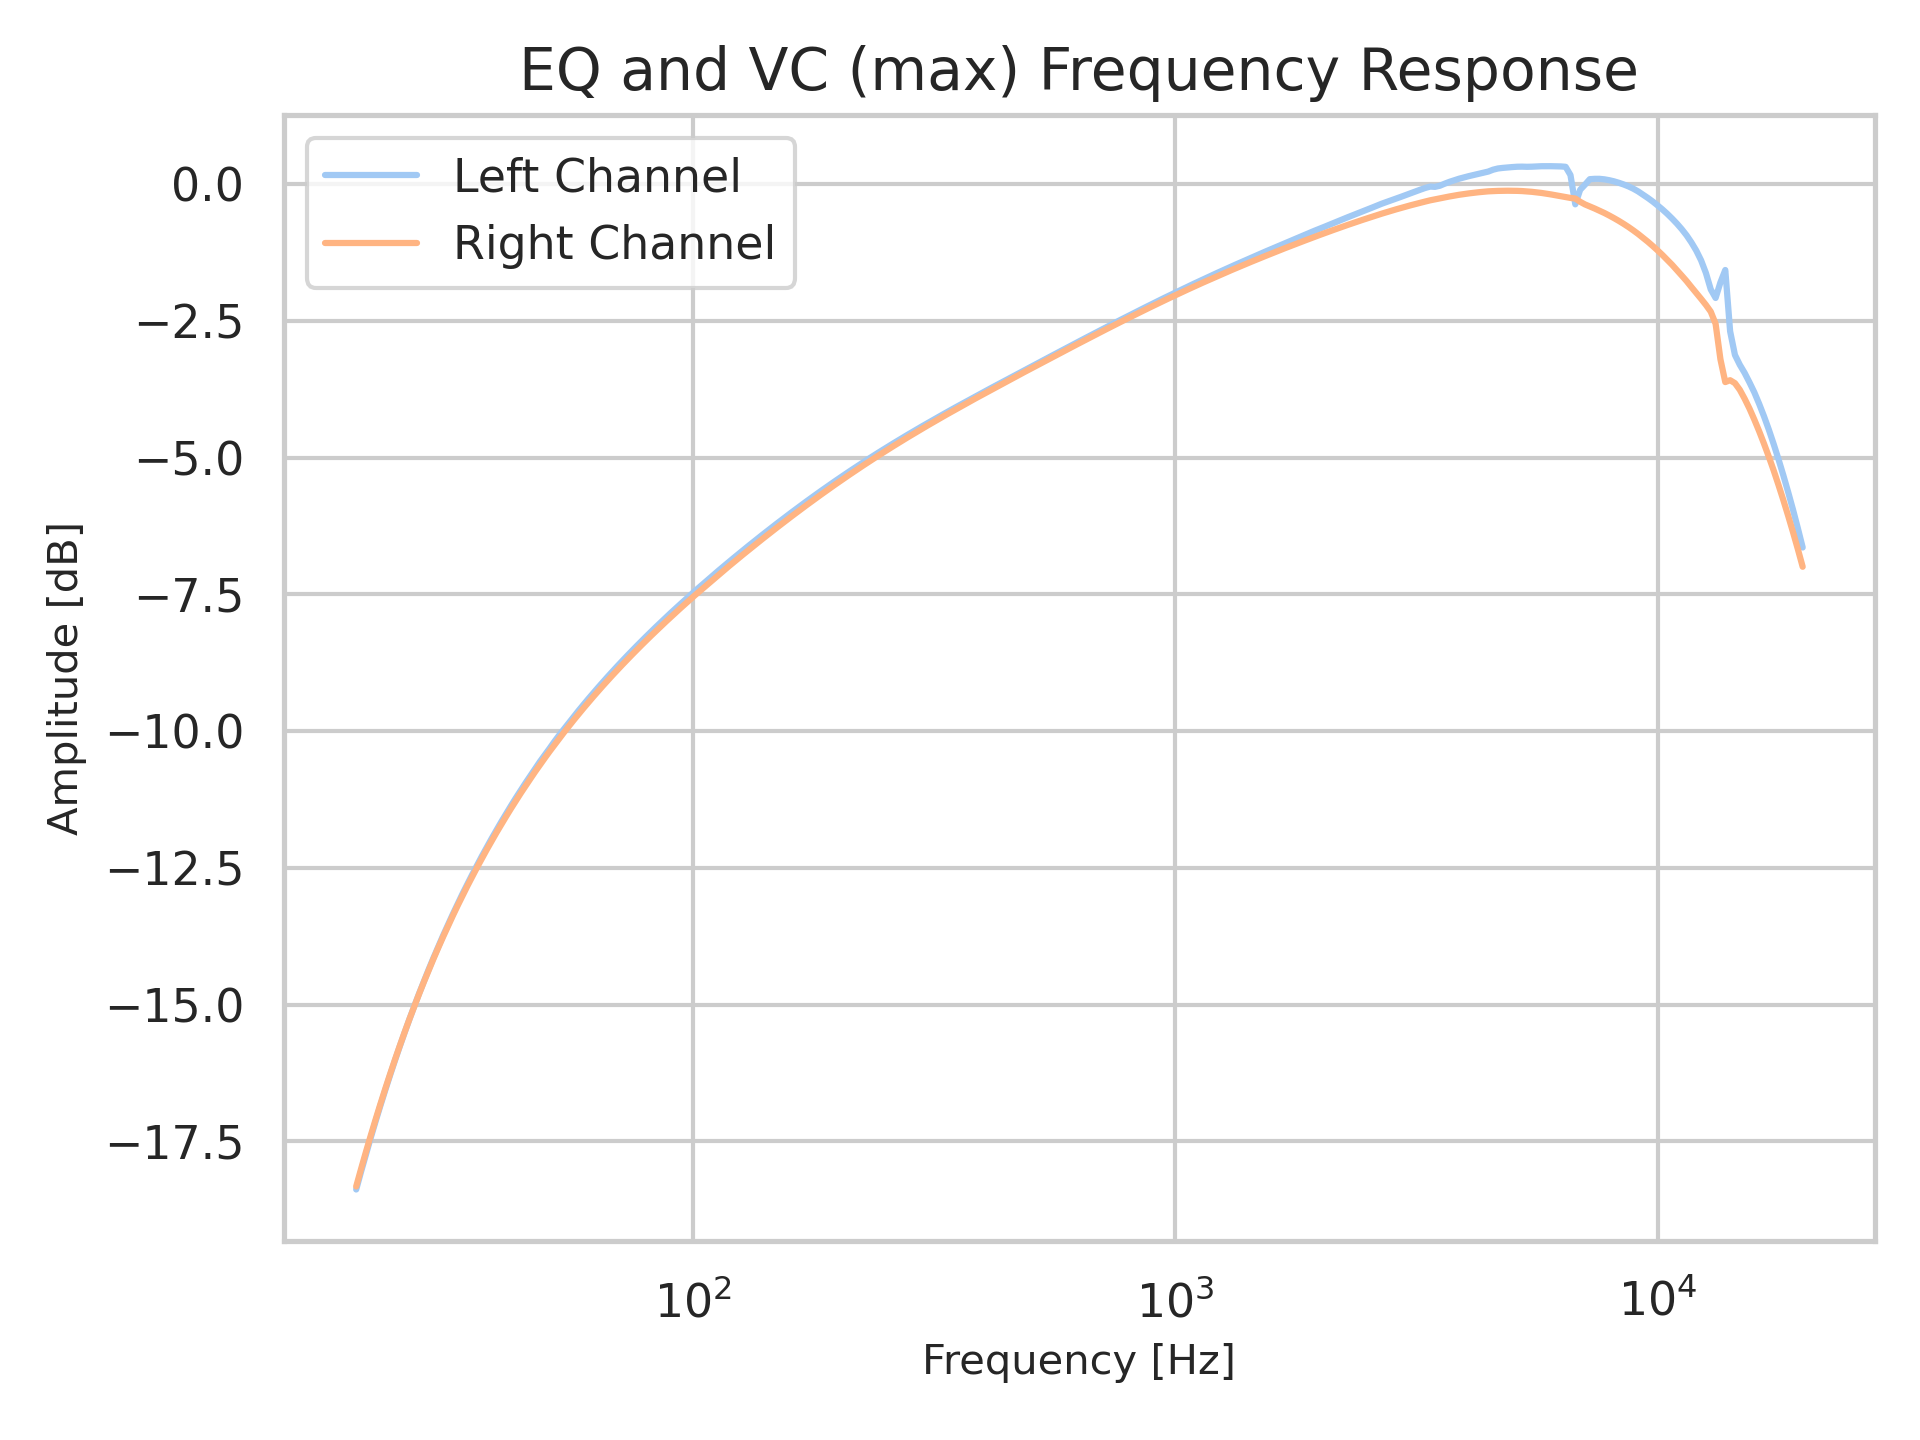 EQ and VC (max) Frequency Response
Left Channel
Right Channel
0.0
−2.5
−5.0
−7.5
−10.0
−12.5
−15.0
−17.5
Amplitude [dB]
10²
10³
10⁴
Frequency [Hz]